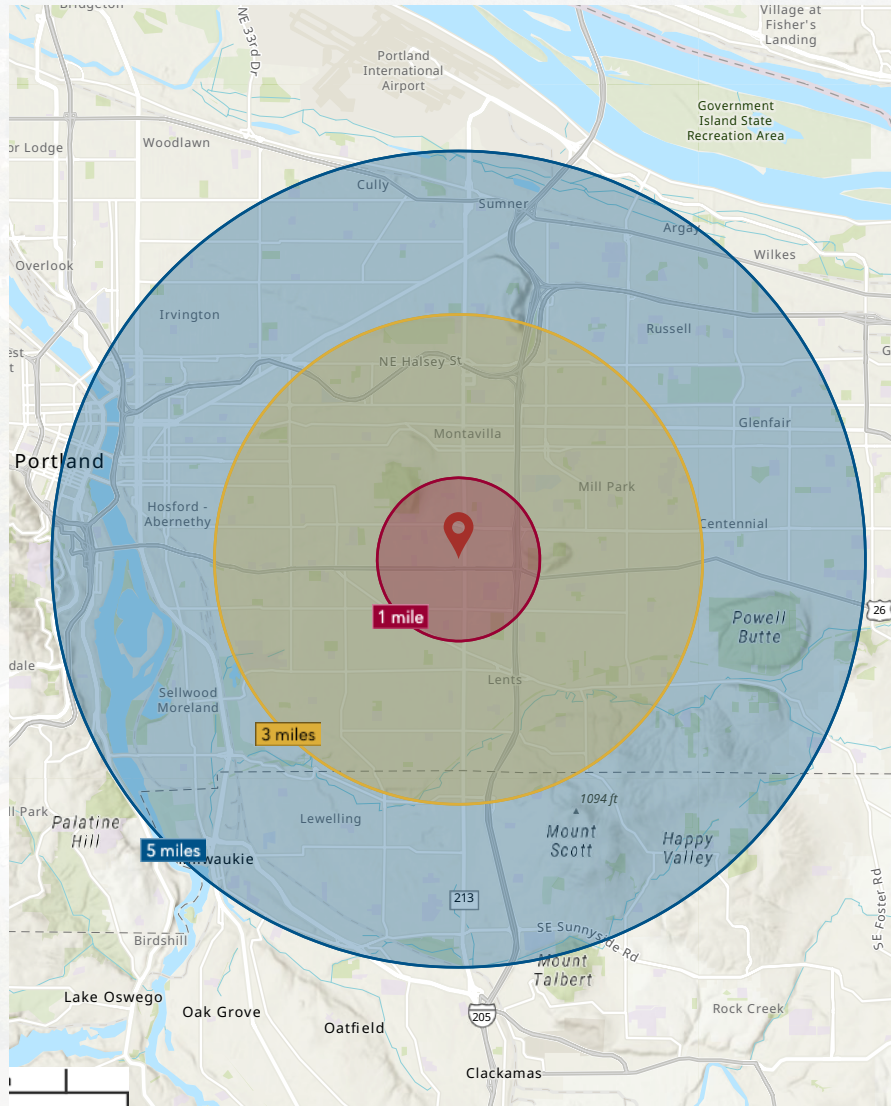 Bridgeton
NE 33rd Dr
Village at
Fisher's
Landing
Portland
International
Airport
Government
Island State
Recreation Area
Woodlawn
or Lodge
Cully
Sumner
Argay
Wilkes
Overlook
Irvington
Russell
est
t
G
NE Halsey St
Glenfair
Montavilla
Portland
Mill Park
Hosford -
Abernethy
Centennial
26
1 mile
Powell
Butte
dale
Lents
Sellwood
Moreland
3 miles
1094 ft
ll Park
Palatine
Hill
Lewelling
Mount
Scott
Happy
Valley
5 miles
waukie
213
SE Foster Rd
SE Sunnyside Rd
Birdshill
Mount
Talbert
Lake Oswego
Oak Grove
Rock Creek
205
Oatfield
Clackamas